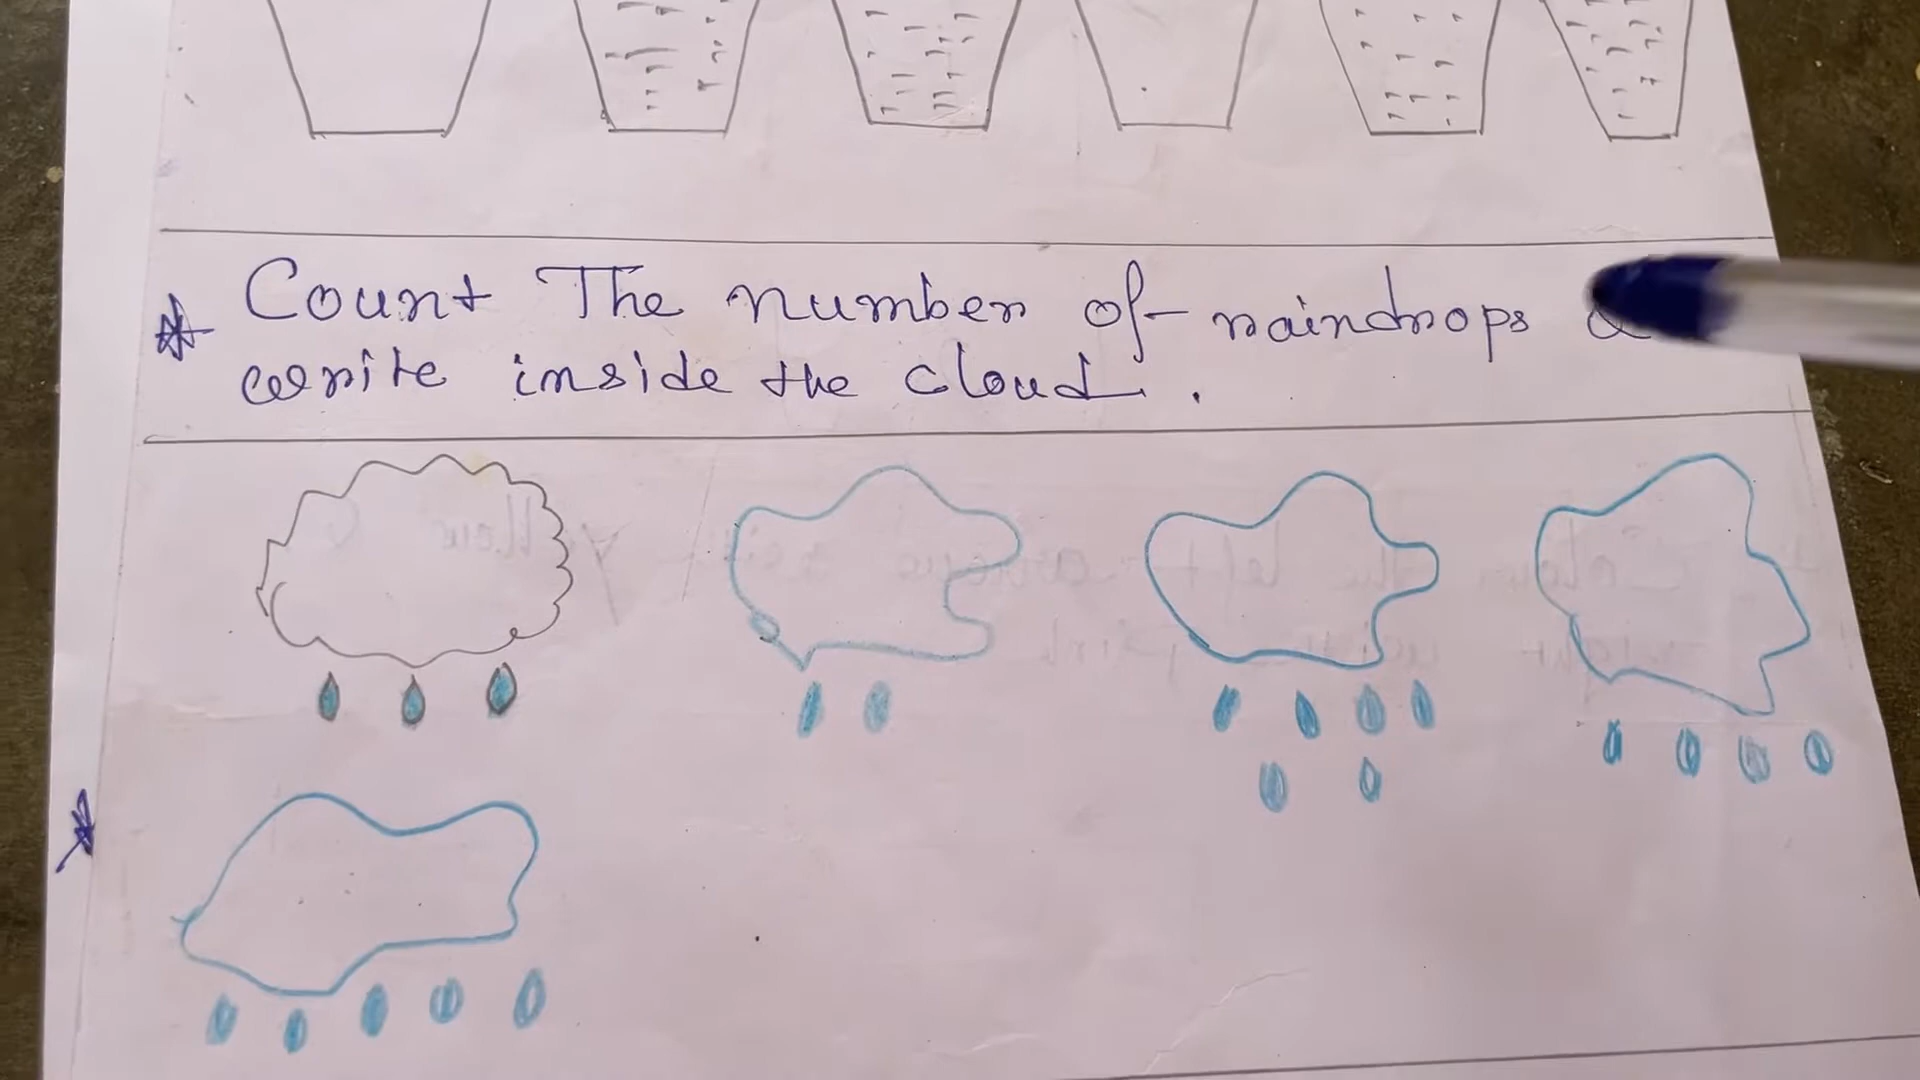 Count The number of raindrops &
write inside the cloud.